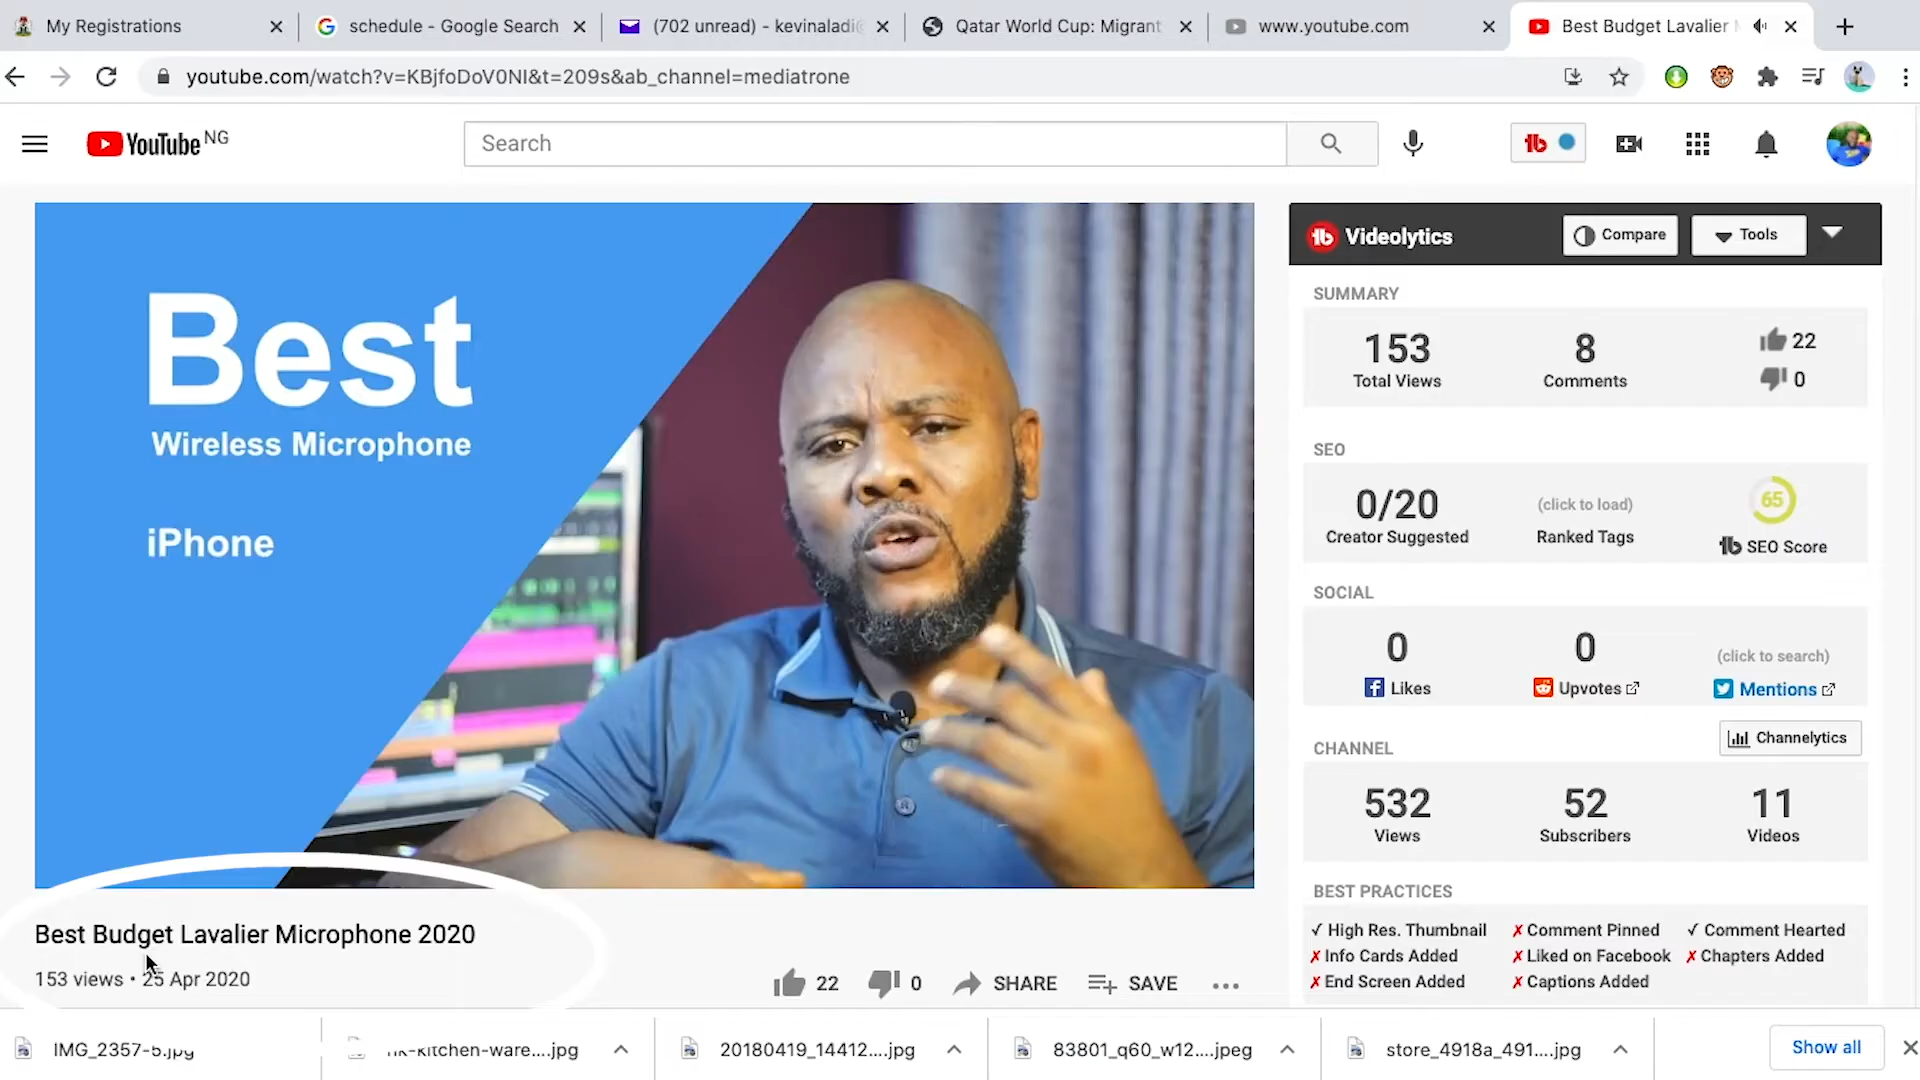 My Registrations
schedule - Google Search
(702 unread) - kevinaladi
Qatar World Cup: Migrant
www.youtube.com
Best Budget Lavalier
youtube.com/watch?v=KBjfoDoV0NI&t=209s&ab_channel=mediatrone
YouTube NG
Search
Best
Wireless Microphone
iPhone
Videolytics
Compare
Tools
SUMMARY
153
Total Views
8
Comments
22
0
SEO
0/20
Creator Suggested
(click to load)
Ranked Tags
65
SEO Score
SOCIAL
0
Likes
0
Upvotes
(click to search)
Mentions
CHANNEL
Channelytics
532
Views
52
Subscribers
11
Videos
BEST PRACTICES
✓ High Res. Thumbnail ✗ Comment Pinned ✓ Comment Hearted
✗ Info Cards Added ✗ Liked on Facebook ✗ Chapters Added
✗ End Screen Added ✗ Captions Added
Best Budget Lavalier Microphone 2020
153 views • 25 Apr 2020
22 0 SHARE SAVE ...
IMG_2357-5.jpg
20180419_14412....jpg
83801_q60_w12....jpeg
store_4918a_491....jpg
Show all